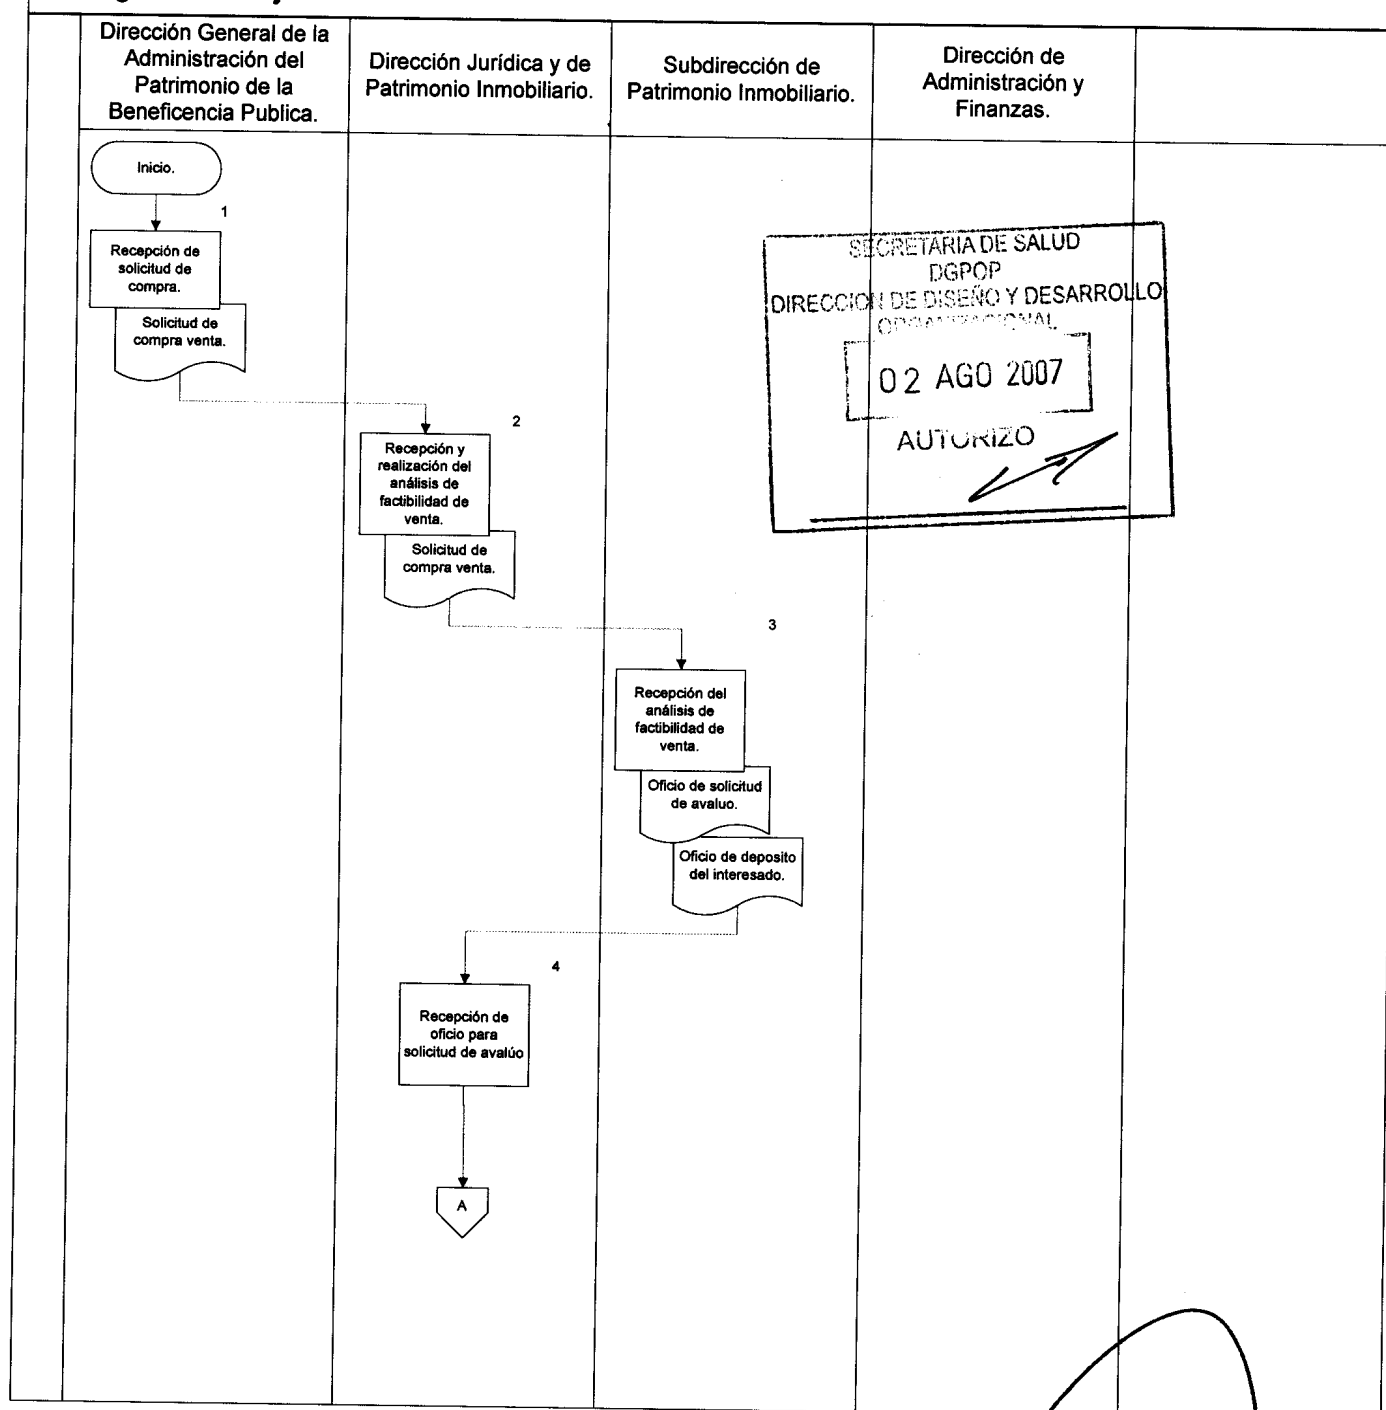 Dirección General de la
Administración del
Patrimonio de la
Beneficencia Publica.
Dirección Jurídica y de
Patrimonio Inmobiliario.
Subdirección de
Patrimonio Inmobiliario.
Dirección de
Administración y
Finanzas.
Inicio.
1
Recepción de
solicitud de
compra.
Solicitud de
compra venta.
SECRETARIA DE SALUD
DGPOP
DIRECCION DE DISEÑO Y DESARROLLO
ORGANIZACIONAL
02 AGO 2007
AUTORIZO
2
Recepción y
realización del
análisis de
factibilidad de
venta.
Solicitud de
compra venta.
3
Recepción del
análisis de
factibilidad de
venta.
Oficio de solicitud
de avaluo.
Oficio de deposito
del interesado.
4
Recepción de
oficio para
solicitud de avalúo
A